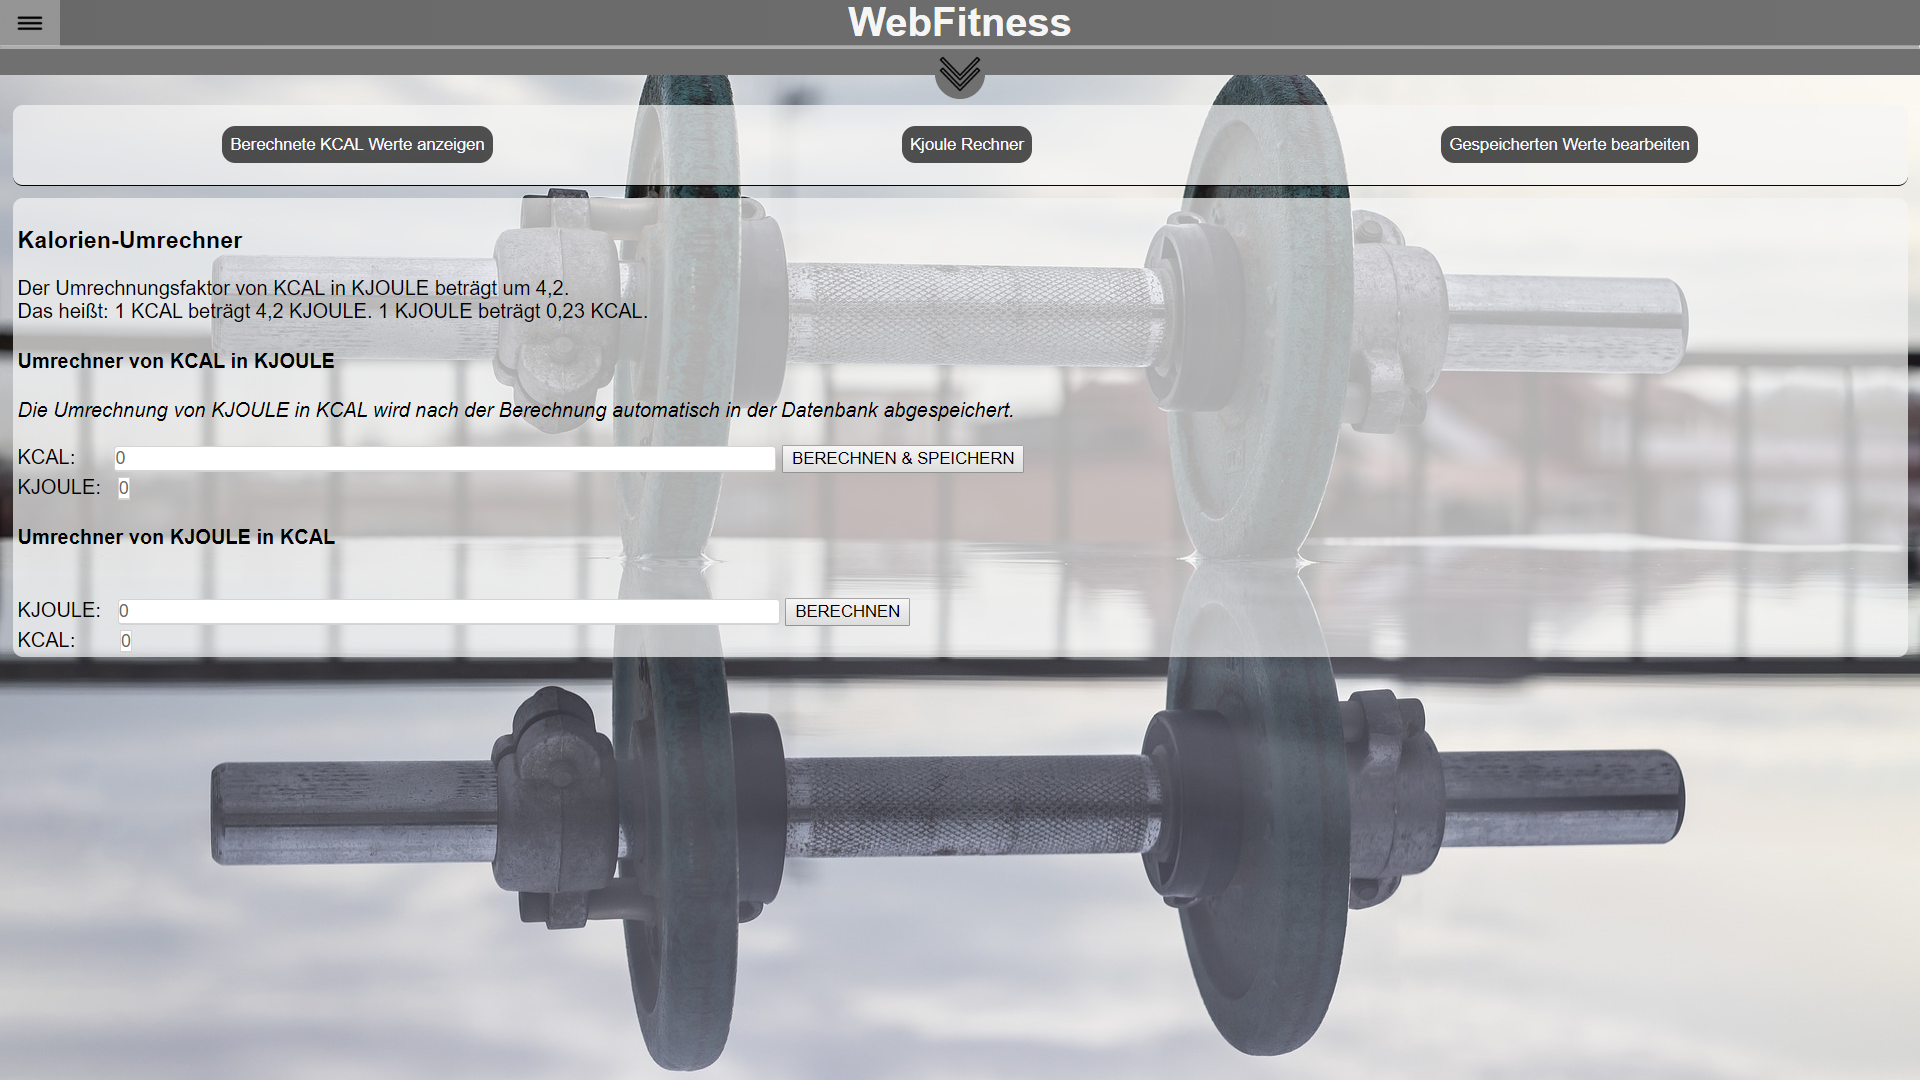 WebFitness
Berechnete KCAL Werte anzeigen
Kjoule Rechner
Gespeicherten Werte bearbeiten
Kalorien-Umrechner
Der Umrechnungsfaktor von KCAL in KJOULE beträgt um 4,2.
Das heißt: 1 KCAL beträgt 4,2 KJOULE. 1 KJOULE beträgt 0,23 KCAL.
Umrechner von KCAL in KJOULE
Die Umrechnung von KJOULE in KCAL wird nach der Berechnung automatisch in der Datenbank abgespeichert.
KCAL: 0 BERECHNEN & SPEICHERN
KJOULE: 0
Umrechner von KJOULE in KCAL
KJOULE: 0 BERECHNEN
KCAL: 0